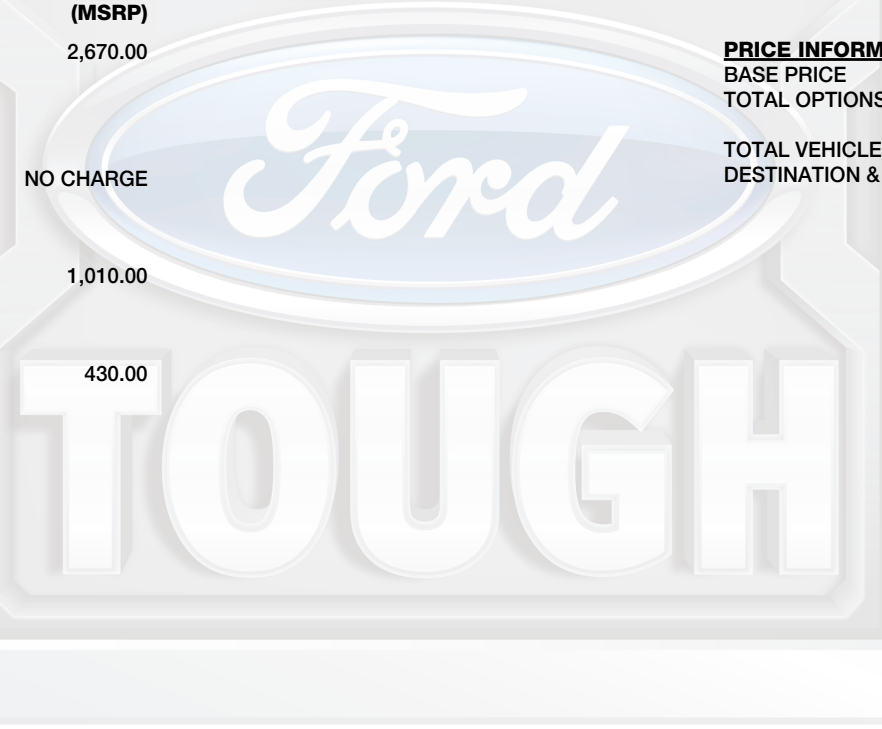 (MSRP)
2,670.00
NO CHARGE
1,010.00
430.00
PRICE INFORM
BASE PRICE
TOTAL OPTIONS
TOTAL VEHICLE
DESTINATION &
Ford
TOUGH